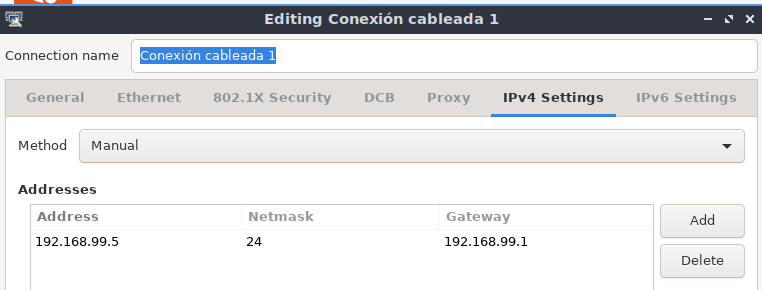 Editing Conexión cableada 1
Connection name Conexión cableada 1
General Ethernet 802.1X Security DCB Proxy IPv4 Settings IPv6 Settings
Method Manual
Addresses
Address Netmask Gateway Add
192.168.99.5 24 192.168.99.1
Delete